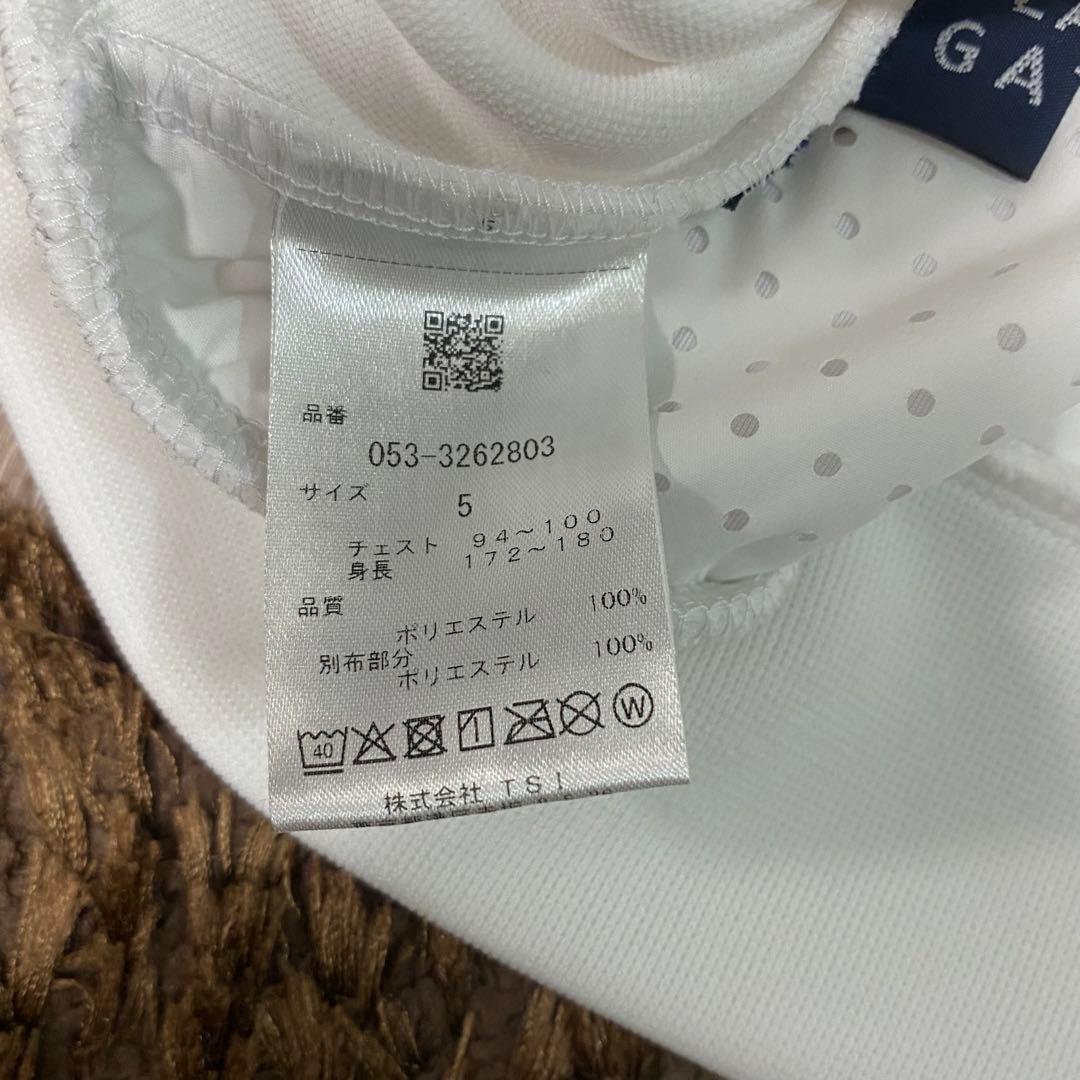 GA
品番
053-3262803
サイズ
5
チェスト 94～100
身長 172～180
品質
ポリエステル 100%
別布部分
ポリエステル 100%
40 1 W
株式会社 TSI